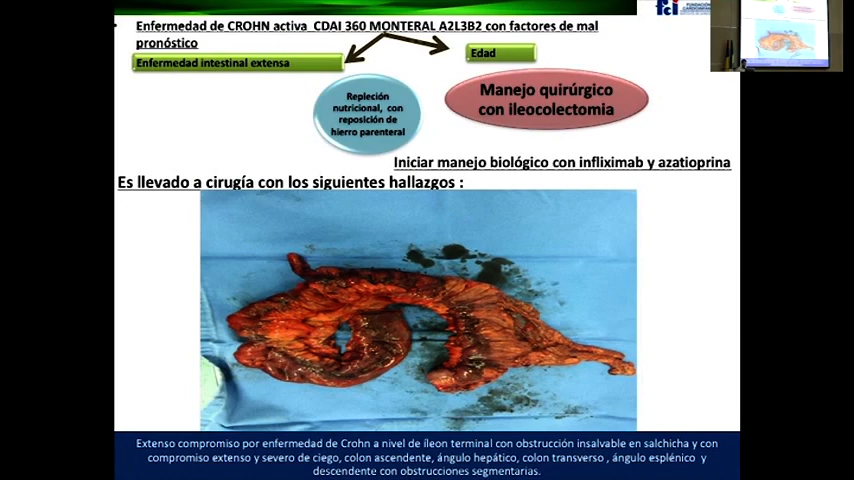 Enfermedad de CROHN activa CDAI 360 MONTERAL A2L3B2 con factores de mal
pronóstico
Enfermedad intestinal extensa
Edad
Repleción
nutricional, con
reposición de
hierro parenteral
Manejo quirúrgico
con ileocolectomia
Iniciar manejo biológico con infliximab y azatioprina
Es llevado a cirugía con los siguientes hallazgos :
Extenso compromiso por enfermedad de Crohn a nivel de íleon terminal con obstrucción insalvable en salchicha y con
compromiso extenso y severo de ciego, colon ascendente, ángulo hepático, colon transverso , ángulo esplénico y
descendente con obstrucciones segmentarias.
fci